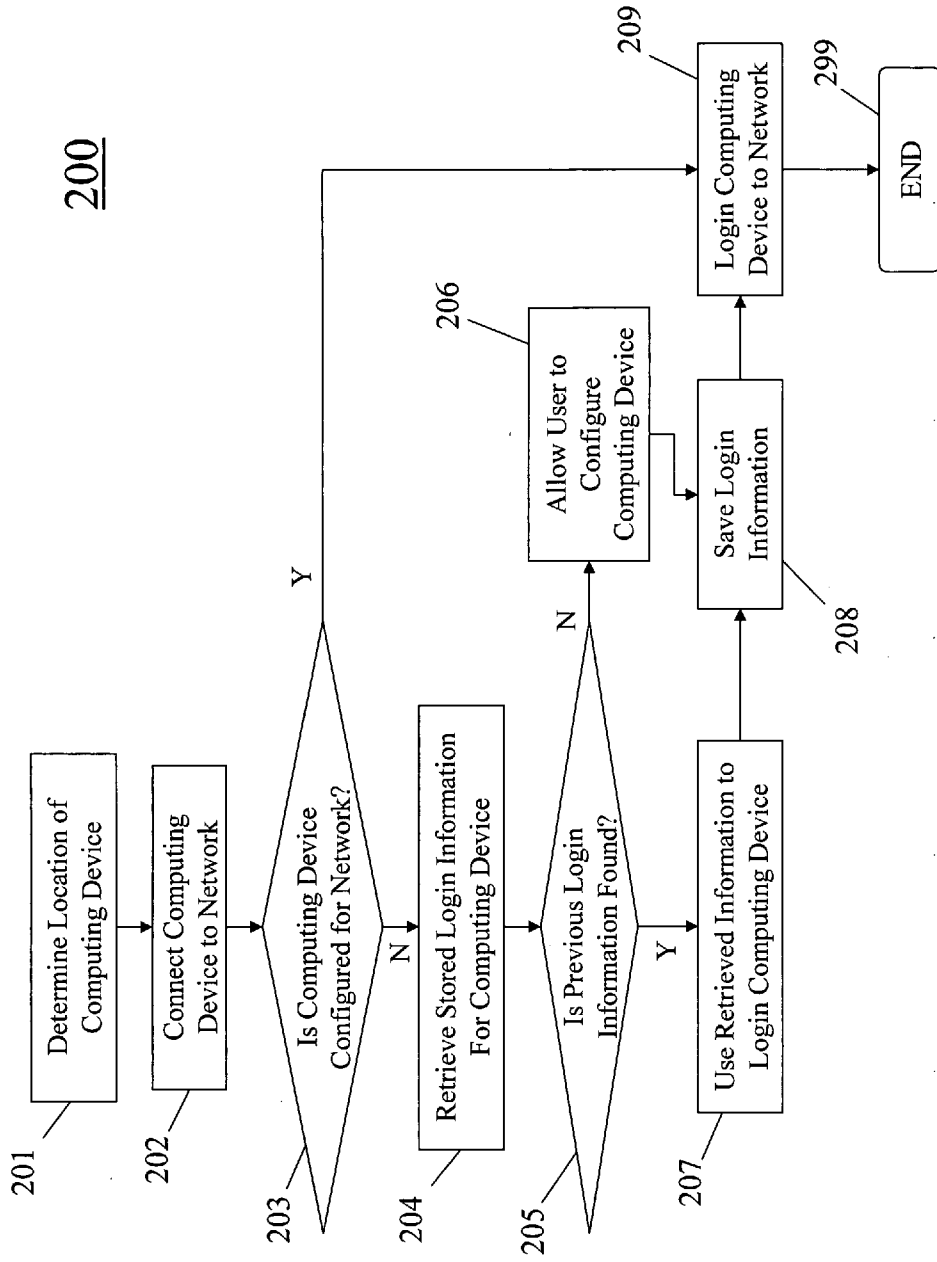 200
201
Determine Location of
Computing Device
202
Connect Computing
Device to Network
203
Is Computing Device
Configured for Network?
Y
N
204
Retrieve Stored Login Information
For Computing Device
205
Is Previous Login
Information Found?
N
Y
206
Allow User to
Configure
Computing Device
207
Use Retrieved Information to
Login Computing Device
208
Save Login
Information
209
Login Computing
Device to Network
299
END